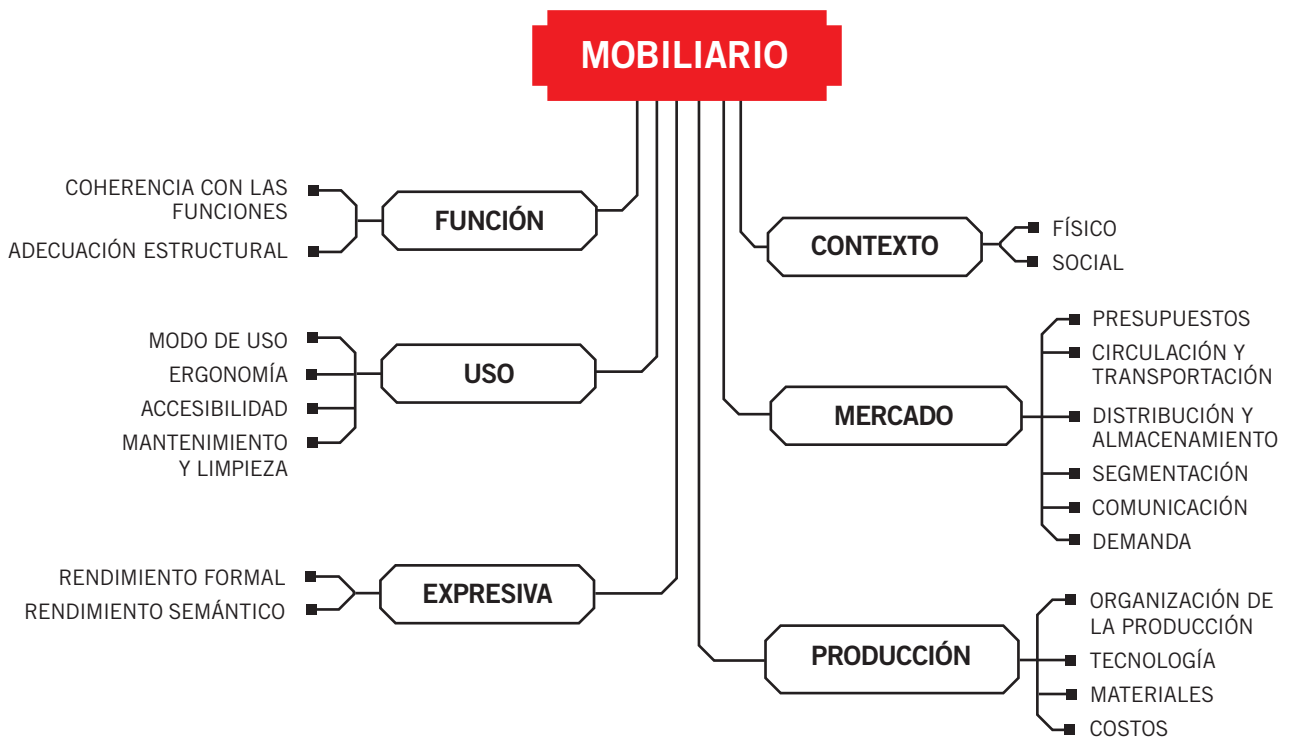 MOBILIARIO
FUNCIÓN
COHERENCIA CON LAS
FUNCIONES
ADECUACIÓN ESTRUCTURAL
USO
MODO DE USO
ERGONOMÍA
ACCESIBILIDAD
MANTENIMIENTO
Y LIMPIEZA
EXPRESIVA
RENDIMIENTO FORMAL
RENDIMIENTO SEMÁNTICO
CONTEXTO
FÍSICO
SOCIAL
MERCADO
PRESUPUESTOS
CIRCULACIÓN Y
TRANSPORTACIÓN
DISTRIBUCIÓN Y
ALMACENAMIENTO
SEGMENTACIÓN
COMUNICACIÓN
DEMANDA
PRODUCCIÓN
ORGANIZACIÓN DE
LA PRODUCCIÓN
TECNOLOGÍA
MATERIALES
COSTOS